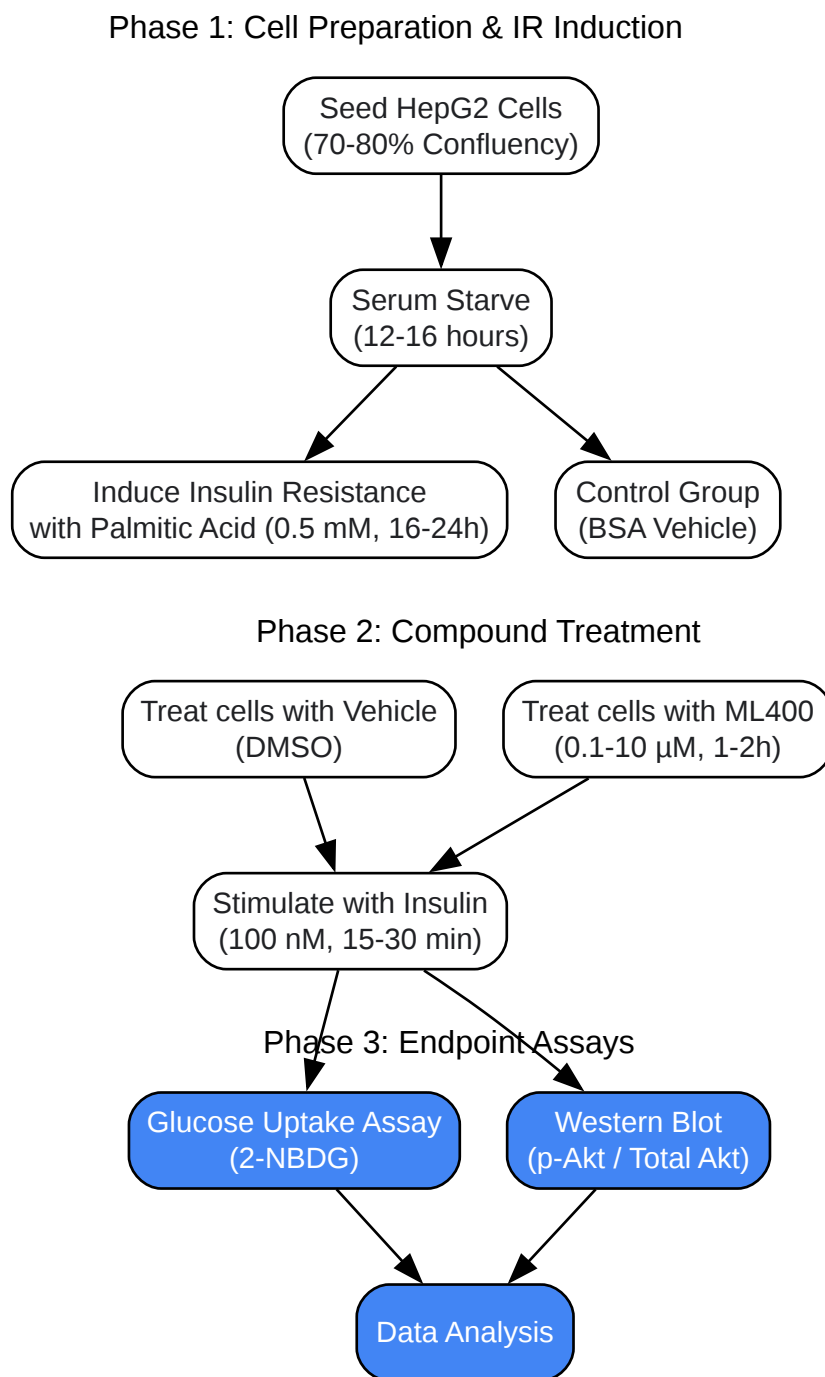 Phase 1: Cell Preparation & IR Induction
Seed HepG2 Cells
(70-80% Confluency)
Serum Starve
(12-16 hours)
Induce Insulin Resistance
with Palmitic Acid (0.5 mM, 16-24h)
Control Group
(BSA Vehicle)
Phase 2: Compound Treatment
Treat cells with Vehicle
(DMSO)
Treat cells with ML400
(0.1-10 µM, 1-2h)
Stimulate with Insulin
(100 nM, 15-30 min)
Phase 3: Endpoint Assays
Glucose Uptake Assay
(2-NBDG)
Western Blot
(p-Akt / Total Akt)
Data Analysis